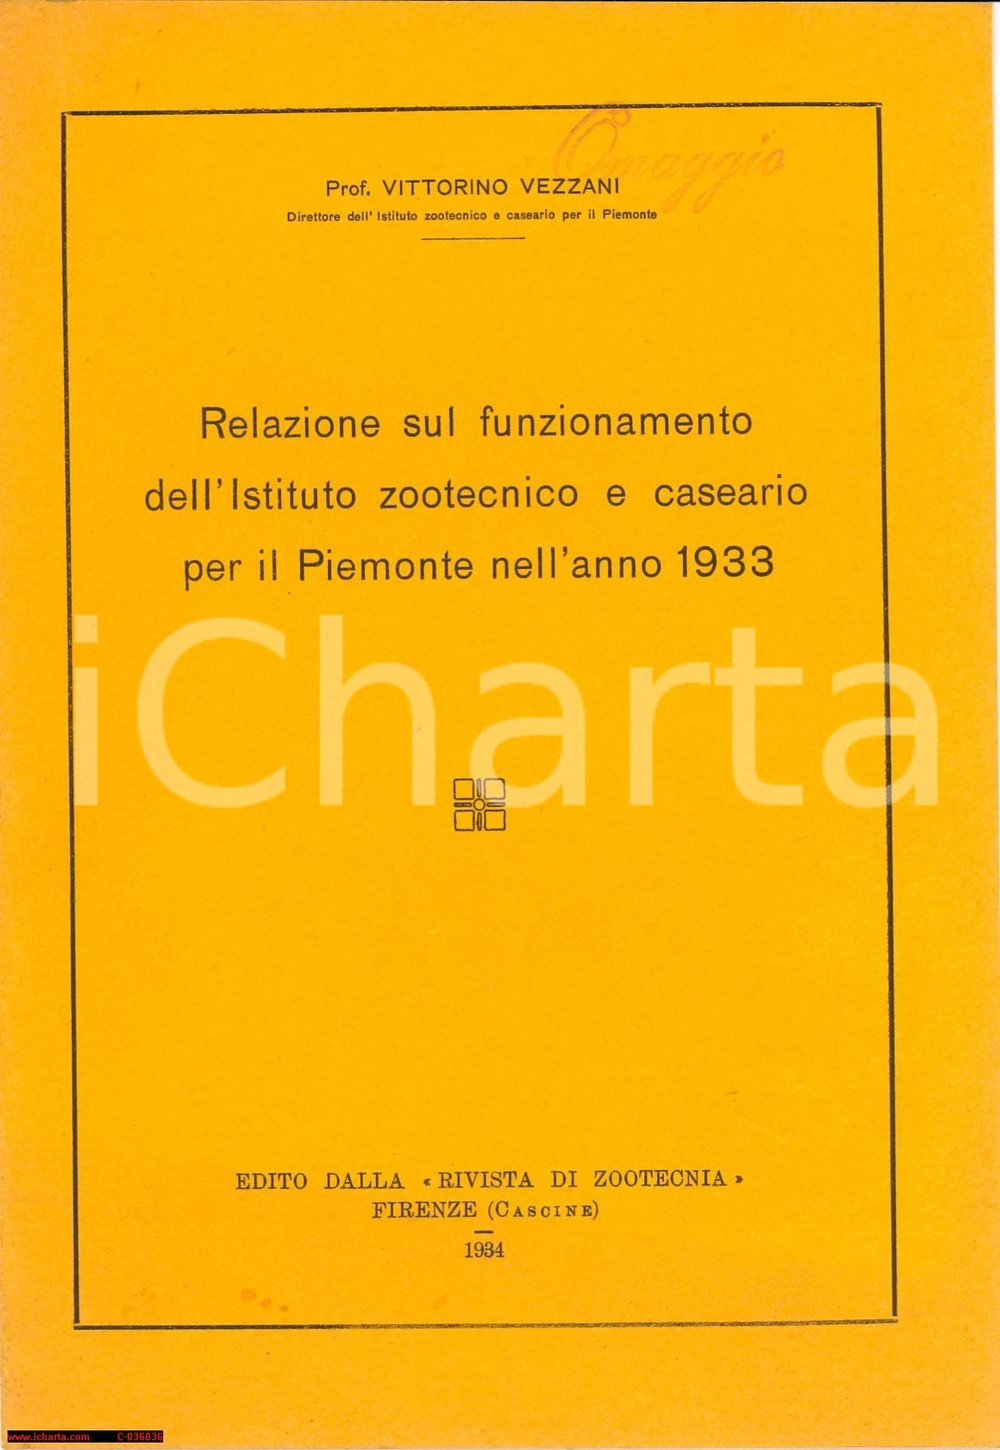 Omaggio
Prof. VITTORINO VEZZANI
Direttore dell' Istituto zootecnico e caseario per il Piemonte
Relazione sul funzionamento
dell'Istituto zootecnico e caseario
per il Piemonte nell'anno 1933
iCharta
EDITO DALLA « RIVISTA DI ZOOTECNIA »
FIRENZE (CASCINE)
1934
www.icharta.com C-036036